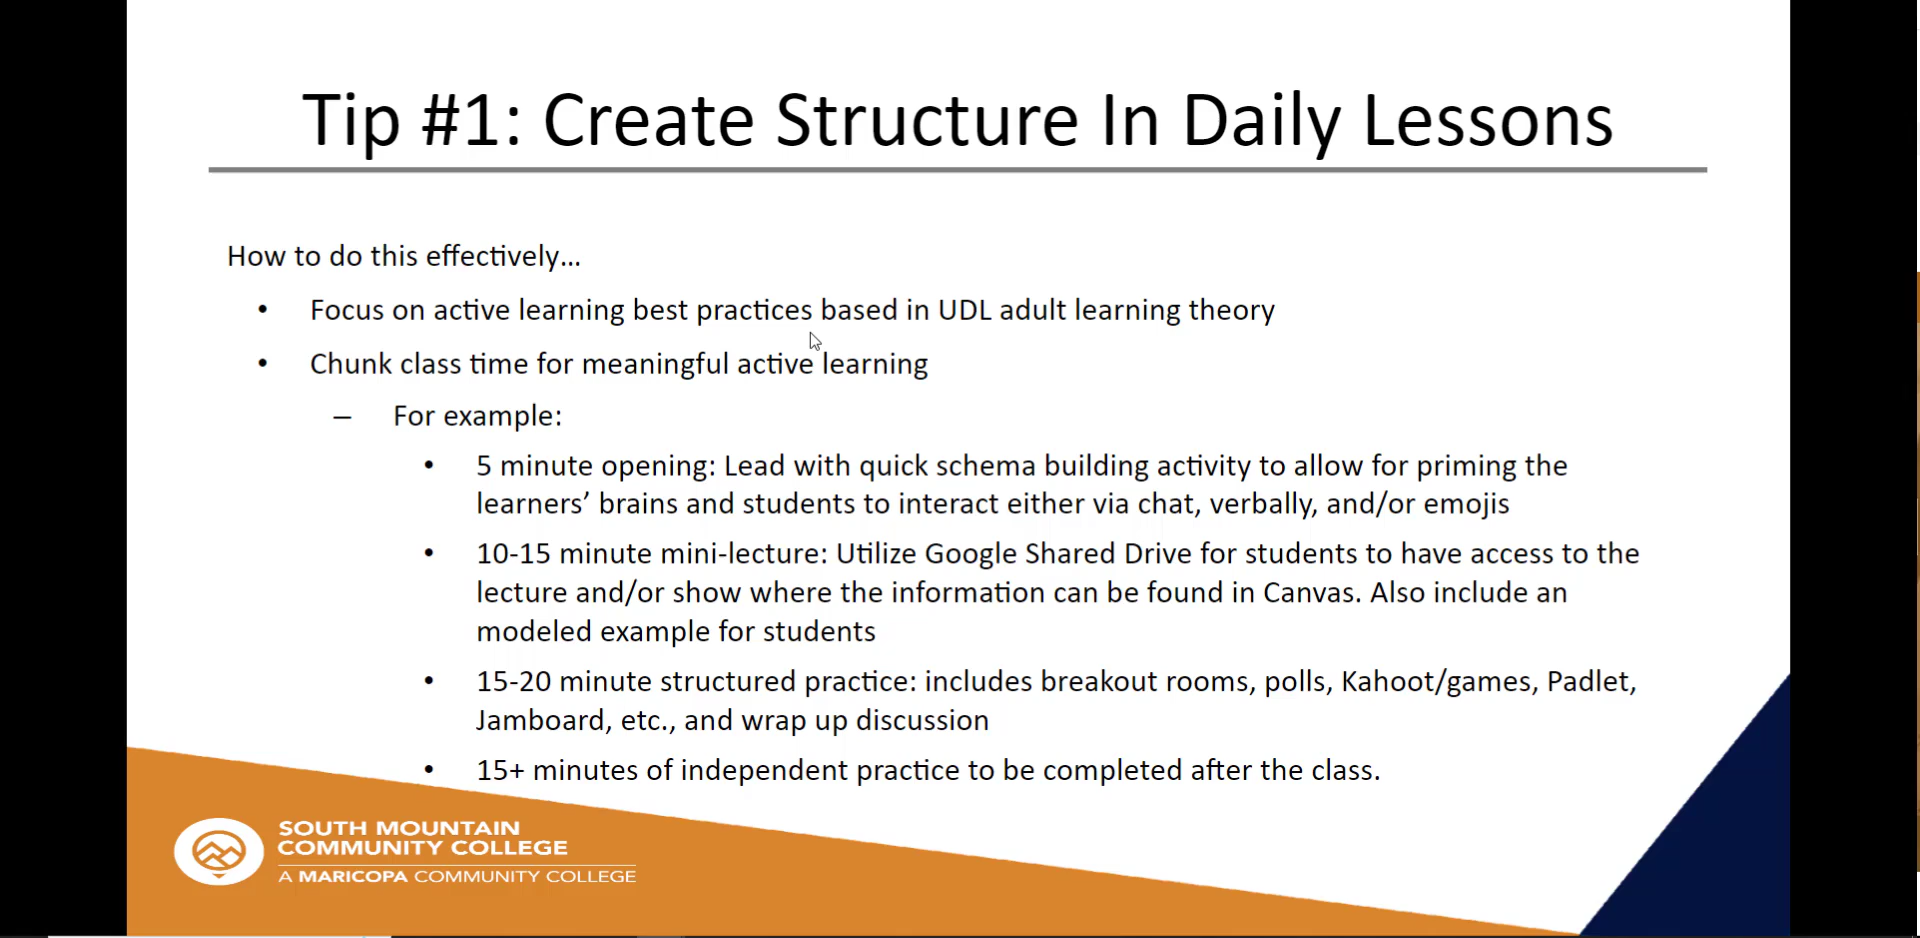 Tip #1: Create Structure In Daily Lessons
How to do this effectively...
• Focus on active learning best practices based in UDL adult learning theory
• Chunk class time for meaningful active learning
– For example:
• 5 minute opening: Lead with quick schema building activity to allow for priming the
learners’ brains and students to interact either via chat, verbally, and/or emojis
• 10-15 minute mini-lecture: Utilize Google Shared Drive for students to have access to the
lecture and/or show where the information can be found in Canvas. Also include an
modeled example for students
• 15-20 minute structured practice: includes breakout rooms, polls, Kahoot/games, Padlet,
Jamboard, etc., and wrap up discussion
• 15+ minutes of independent practice to be completed after the class.
SOUTH MOUNTAIN
COMMUNITY COLLEGE
A MARICOPA COMMUNITY COLLEGE